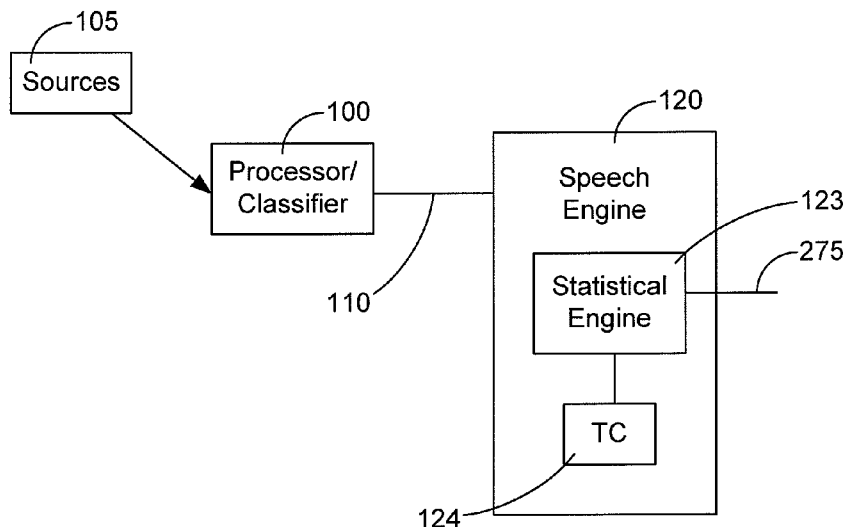 105
Sources
100
Processor/
Classifier
110
120
Speech
Engine
123
275
Statistical
Engine
TC
124